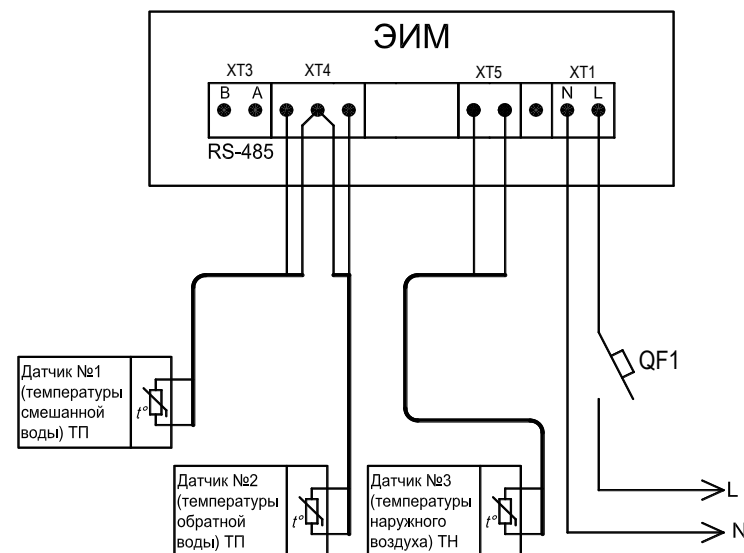 ЭИМ
XT3
XT4
XT5
XT1
B A
N L
RS-485
QF1
Датчик №1
(температуры
смешанной
воды) ТП
t°
Датчик №2
(температуры
обратной
воды) ТП
t°
Датчик №3
(температуры
наружного
воздуха) ТН
t°
L
N